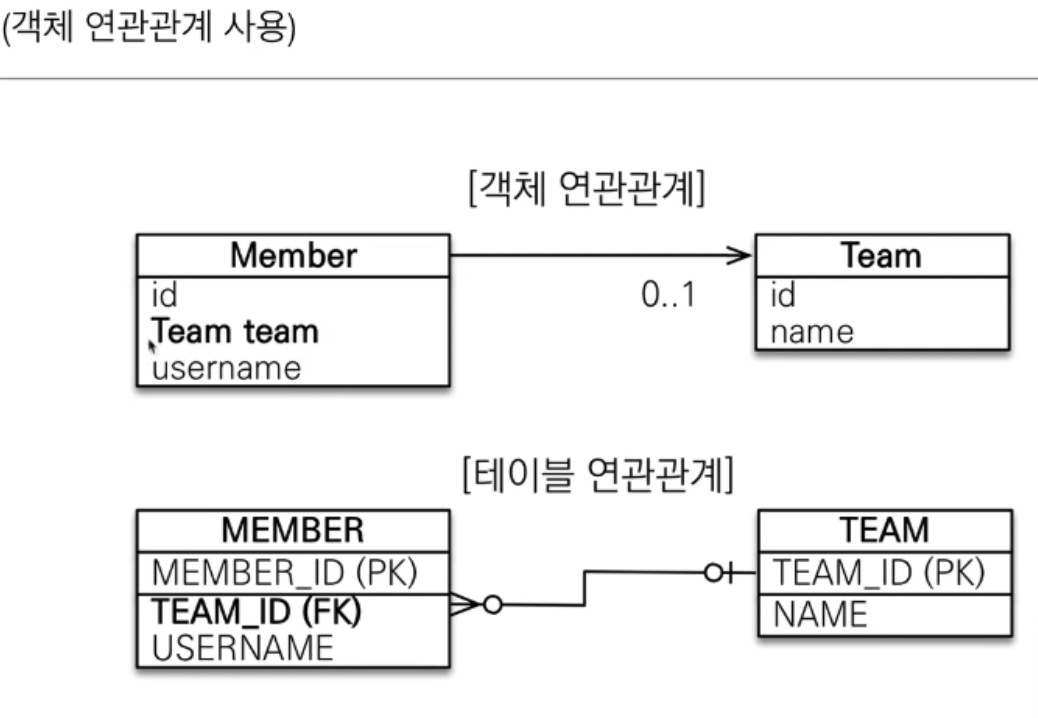 (객체 연관관계 사용)
[객체 연관관계]
Member
id
Team team
username
0..1
Team
id
name
[테이블 연관관계]
MEMBER
MEMBER_ID (PK)
TEAM_ID (FK)
USERNAME
TEAM
TEAM_ID (PK)
NAME